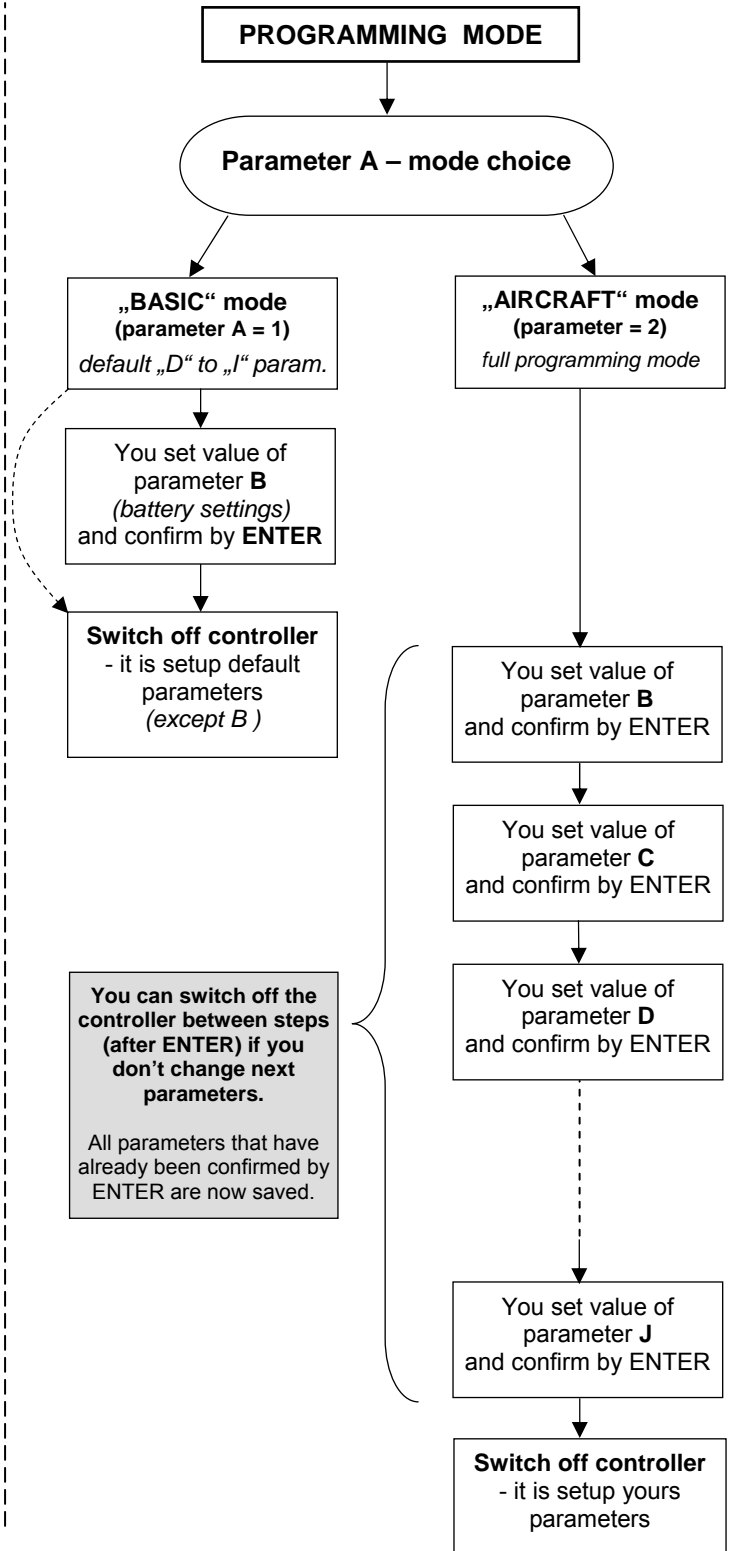 PROGRAMMING MODE
Parameter A – mode choice
„BASIC“ mode
(parameter A = 1)
default „D“ to „I“ param.
You set value of
parameter B
(battery settings)
and confirm by ENTER
Switch off controller
- it is setup default
parameters
(except B )
„AIRCRAFT“ mode
(parameter = 2)
full programming mode
You set value of
parameter B
and confirm by ENTER
You set value of
parameter C
and confirm by ENTER
You set value of
parameter D
and confirm by ENTER
You can switch off the
controller between steps
(after ENTER) if you
don’t change next
parameters.
All parameters that have
already been confirmed by
ENTER are now saved.
You set value of
parameter J
and confirm by ENTER
Switch off controller
- it is setup yours
parameters